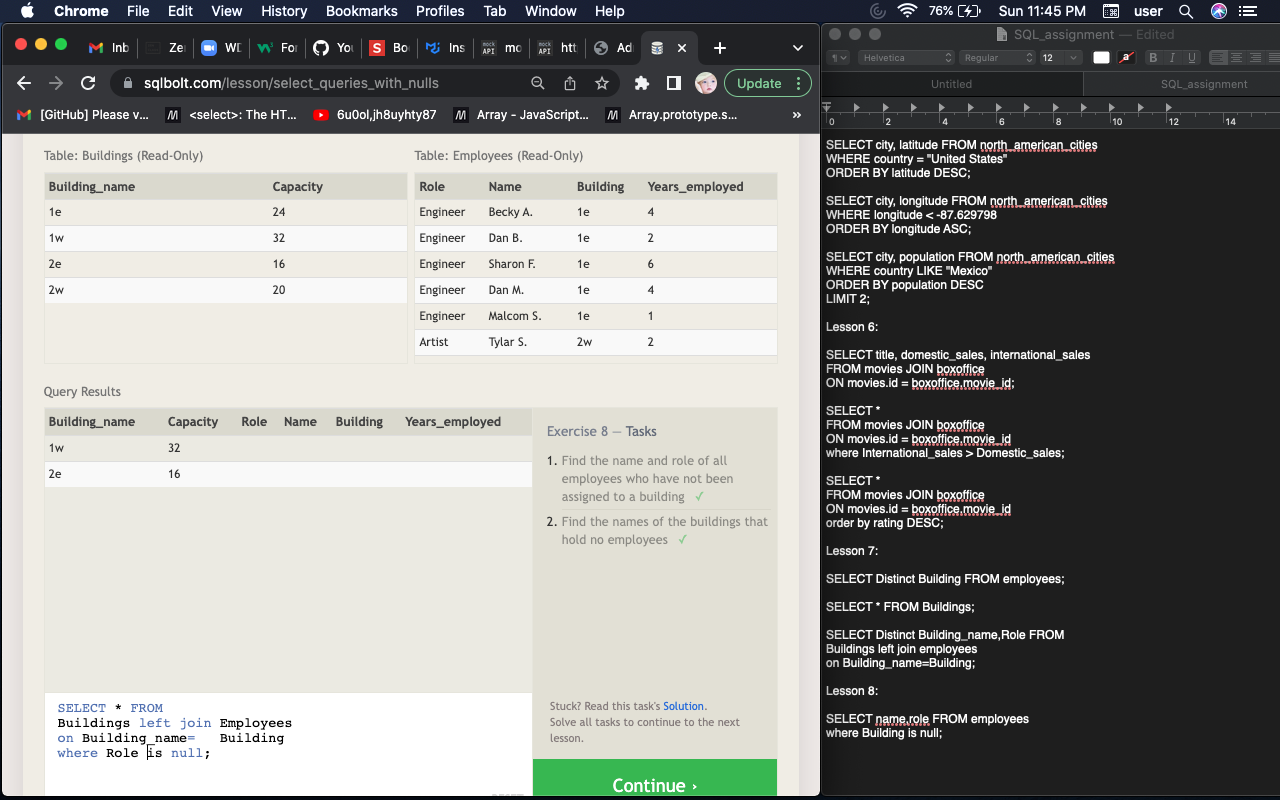 Chrome File Edit View History Bookmarks Profiles Tab Window Help 76% Sun 11:45 PM user
Inb Ze WD Fo Yo Bo Ins mo htt Ad
sqlbolt.com/lesson/select_queries_with_nulls Update
[GitHub] Please v... <select>: The HT... 6u0ol,jh8uyhty87 Array - JavaScript... Array.prototype.s... »
Table: Buildings (Read-Only)
Building_name Capacity
1e 24
1w 32
2e 16
2w 20
Table: Employees (Read-Only)
Role Name Building Years_employed
Engineer Becky A. 1e 4
Engineer Dan B. 1e 2
Engineer Sharon F. 1e 6
Engineer Dan M. 1e 4
Engineer Malcom S. 1e 1
Artist Tylar S. 2w 2
Query Results
Building_name Capacity Role Name Building Years_employed
1w 32
2e 16
Exercise 8 — Tasks
1. Find the name and role of all
employees who have not been
assigned to a building ✓
2. Find the names of the buildings that
hold no employees ✓
SELECT * FROM
Buildings left join Employees
on Building_name= Building
where Role is null;
Stuck? Read this task's Solution.
Solve all tasks to continue to the next
lesson.
Continue ›
SQL_assignment — Edited
¶ Helvetica Regular 12 a B I U
Untitled SQL_assignment
0 2 4 6 8 10 12 14
SELECT city, latitude FROM north_american_cities
WHERE country = "United States"
ORDER BY latitude DESC;
SELECT city, longitude FROM north_american_cities
WHERE longitude < -87.629798
ORDER BY longitude ASC;
SELECT city, population FROM north_american_cities
WHERE country LIKE "Mexico"
ORDER BY population DESC
LIMIT 2;
Lesson 6:
SELECT title, domestic_sales, international_sales
FROM movies JOIN boxoffice
ON movies.id = boxoffice.movie_id;
SELECT *
FROM movies JOIN boxoffice
ON movies.id = boxoffice.movie_id
where International_sales > Domestic_sales;
SELECT *
FROM movies JOIN boxoffice
ON movies.id = boxoffice.movie_id
order by rating DESC;
Lesson 7:
SELECT Distinct Building FROM employees;
SELECT * FROM Buildings;
SELECT Distinct Building_name,Role FROM
Buildings left join employees
on Building_name=Building;
Lesson 8:
SELECT name,role FROM employees
where Building is null;